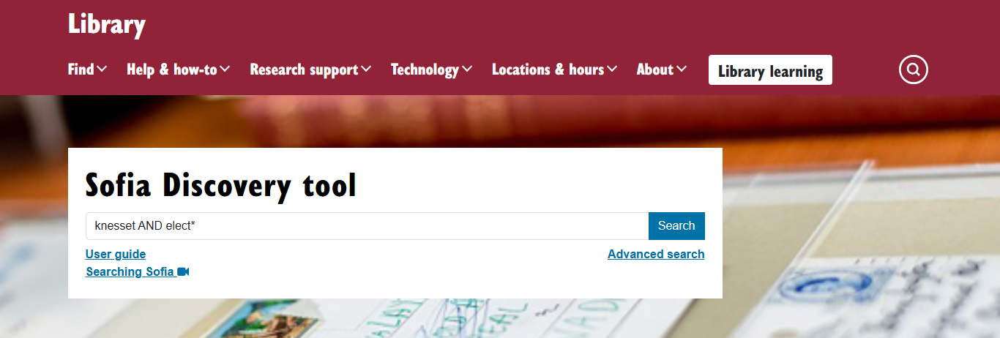 Library
Find Help & how-to Research support Technology Locations & hours About Library learning
Sofia Discovery tool
knesset AND elect*
Search
User guide
Advanced search
Searching Sofia